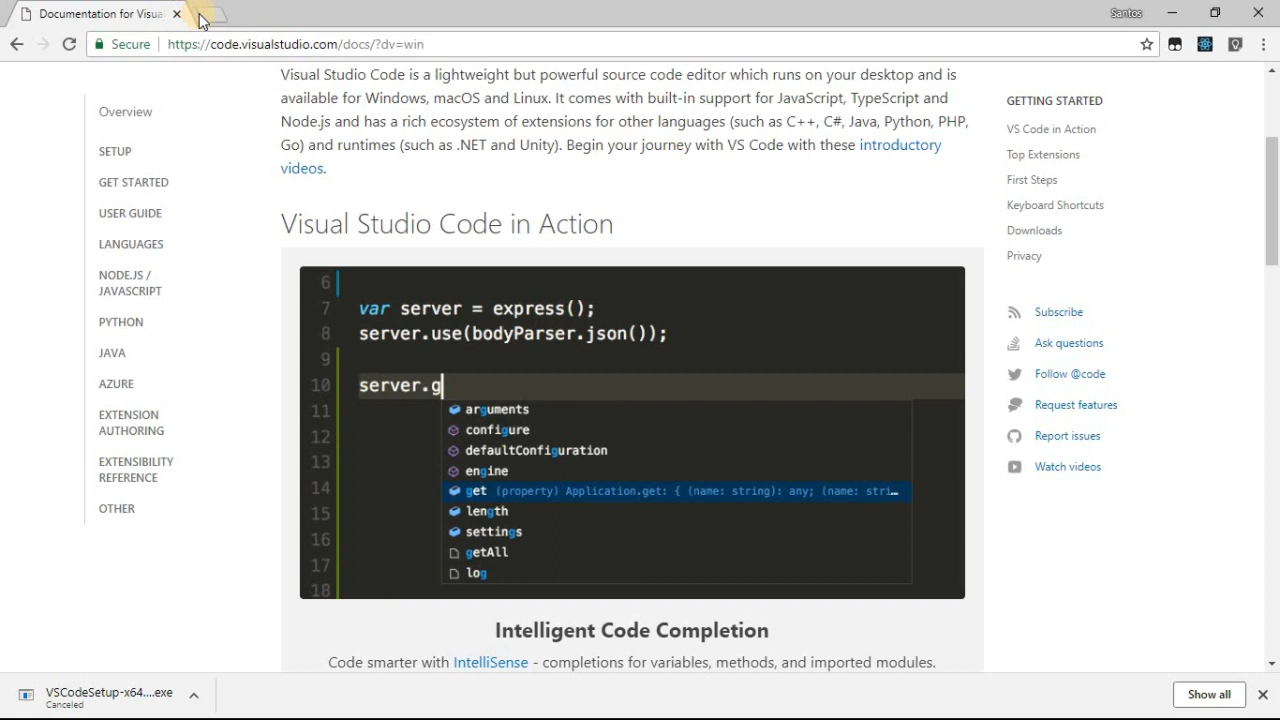 Documentation for Visua
Santos
Secure
https://code.visualstudio.com/docs/?dv=win
Overview
SETUP
GET STARTED
USER GUIDE
LANGUAGES
NODE.JS /
JAVASCRIPT
PYTHON
JAVA
AZURE
EXTENSION
AUTHORING
EXTENSIBILITY
REFERENCE
OTHER
Visual Studio Code is a lightweight but powerful source code editor which runs on your desktop and is
available for Windows, macOS and Linux. It comes with built-in support for JavaScript, TypeScript and
Node.js and has a rich ecosystem of extensions for other languages (such as C++, C#, Java, Python, PHP,
Go) and runtimes (such as .NET and Unity). Begin your journey with VS Code with these introductory
videos.
Visual Studio Code in Action
6
7 var server = express();
8 server.use(bodyParser.json());
9
10 server.g
11 arguments
12 configure
defaultConfiguration
13 engine
14 get (property) Application.get: { (name: string): any; (name: stri…
15 length
16 settings
17 getAll
18 log
Intelligent Code Completion
Code smarter with IntelliSense - completions for variables, methods, and imported modules.
GETTING STARTED
VS Code in Action
Top Extensions
First Steps
Keyboard Shortcuts
Downloads
Privacy
Subscribe
Ask questions
Follow @code
Request features
Report issues
Watch videos
VSCodeSetup-x64....exe
Canceled
Show all